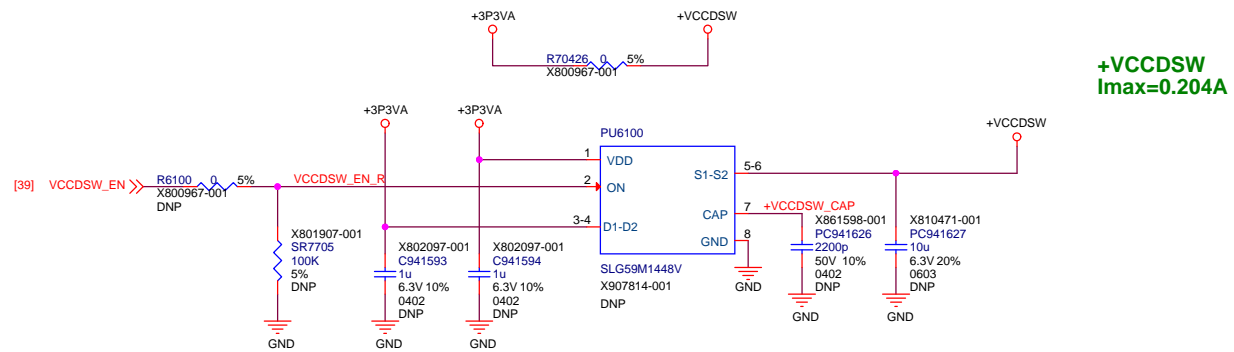 +3P3VA
+VCCDSW
R70426 0 5%
X800967-001
+VCCDSW
Imax=0.204A
+3P3VA
+3P3VA
PU6100
+VCCDSW
1 VDD
[39] VCCDSW_EN
R6100 0 5%
X800967-001
DNP
VCCDSW_EN_R
2 ON
S1-S2 5-6
3-4 D1-D2
CAP 7
+VCCDSW_CAP
GND 8
SLG59M1448V
X907814-001
DNP
GND
X801907-001
SR7705
100K
5%
DNP
GND
X802097-001
C941593
1u
6.3V 10%
0402
DNP
GND
X802097-001
C941594
1u
6.3V 10%
0402
DNP
GND
X861598-001
PC941626
2200p
50V 10%
0402
DNP
GND
X810471-001
PC941627
10u
6.3V 20%
0603
DNP
GND